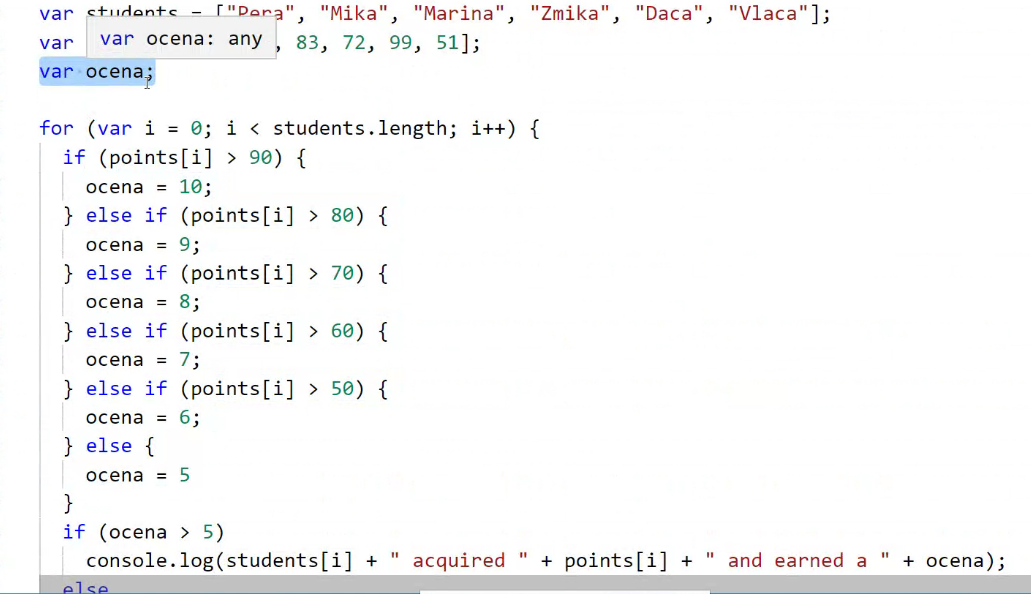 var students = ["Pera", "Mika", "Marina", "Zmika", "Daca", "Vlaca"];
var ocena: any
var , 83, 72, 99, 51];
var ocena;
for (var i = 0; i < students.length; i++) {
if (points[i] > 90) {
ocena = 10;
} else if (points[i] > 80) {
ocena = 9;
} else if (points[i] > 70) {
ocena = 8;
} else if (points[i] > 60) {
ocena = 7;
} else if (points[i] > 50) {
ocena = 6;
} else {
ocena = 5
}
if (ocena > 5)
console.log(students[i] + " acquired " + points[i] + " and earned a " + ocena);
else